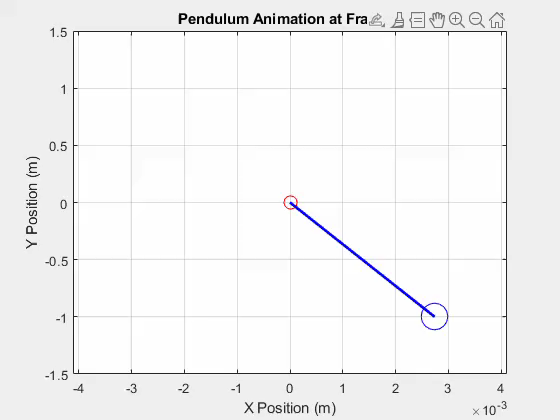 Pendulum Animation at Fra
1.5
1
0.5
0
-0.5
-1
-1.5
Y Position (m)
-4 -3 -2 -1 0 1 2 3 4
X Position (m)
× 10⁻³